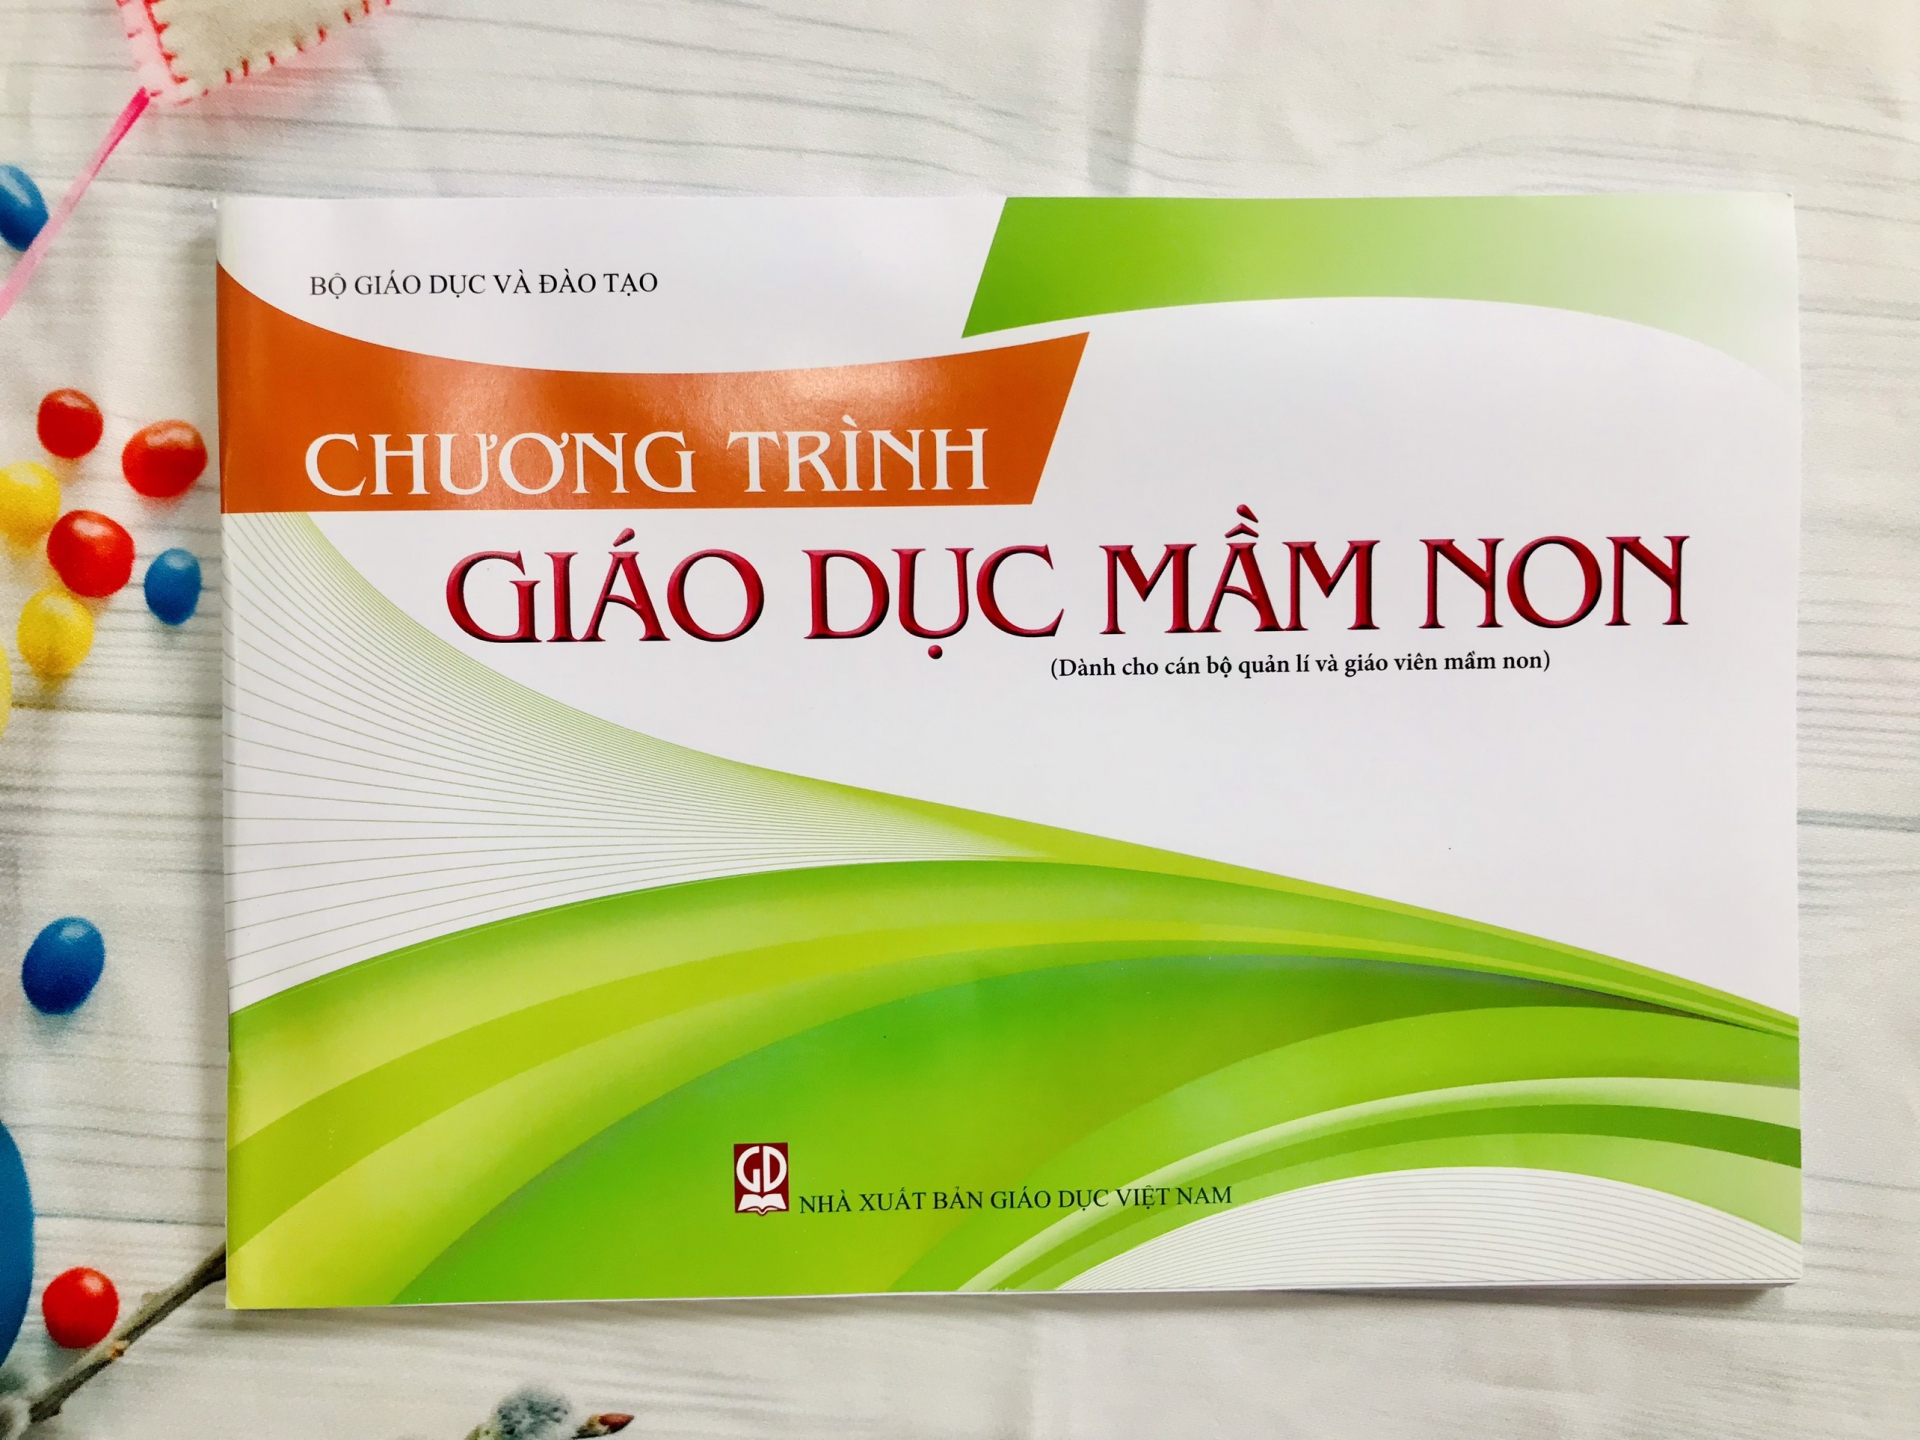 BỘ GIÁO DỤC VÀ ĐÀO TẠO
CHƯƠNG TRÌNH
GIÁO DỤC MẦM NON
(Dành cho cán bộ quản lí và giáo viên mầm non)
GD
NHÀ XUẤT BẢN GIÁO DỤC VIỆT NAM